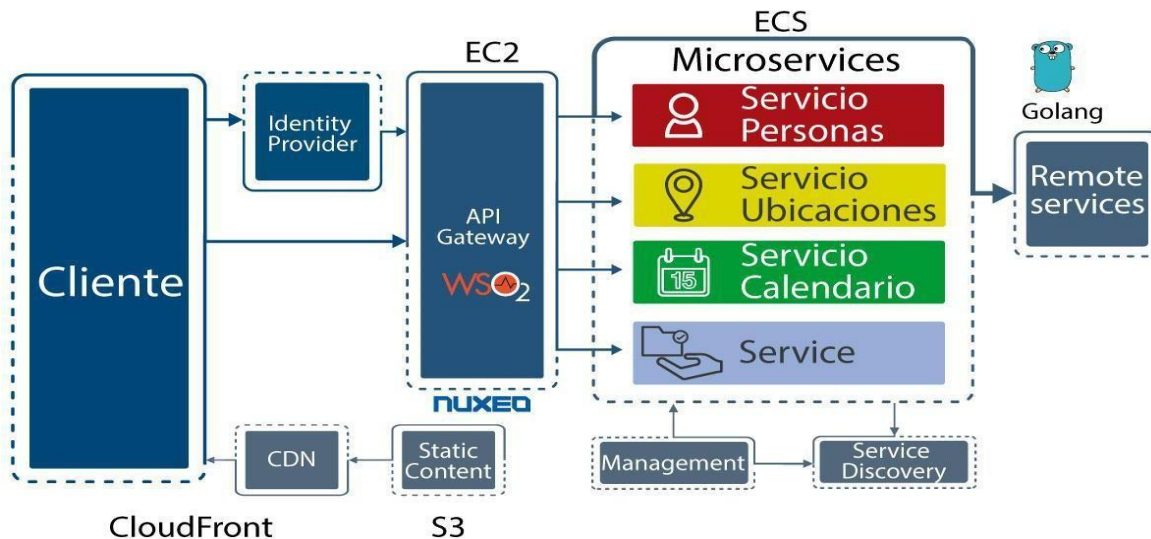 ECS
EC2
Microservices
Servicio
Personas
Golang
Identity
Provider
Remote
services
Servicio
Ubicaciones
API
Gateway
WSO2
Cliente
Servicio
Calendario
15
Service
NUXEO
CDN
Static
Content
Management
Service
Discovery
CloudFront
S3